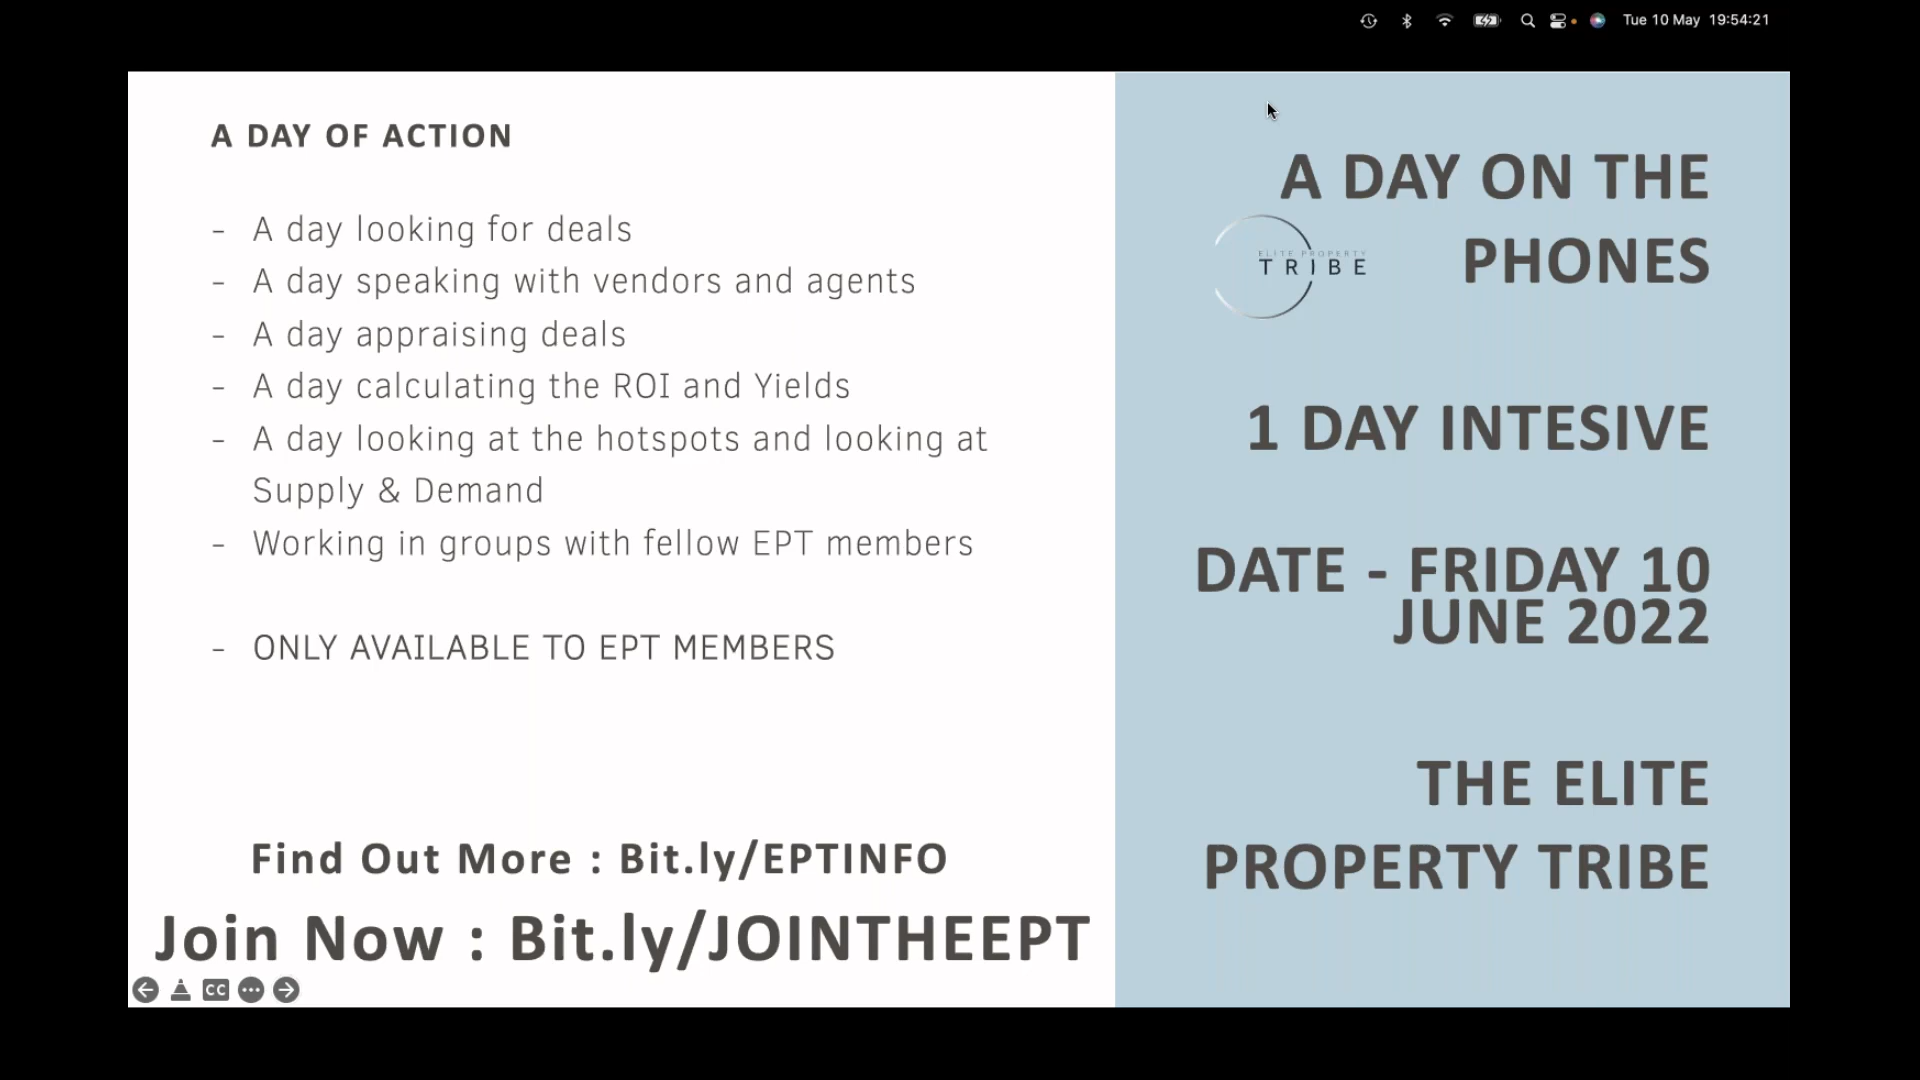 Tue 10 May 19:54:21
A DAY OF ACTION
- A day looking for deals
- A day speaking with vendors and agents
- A day appraising deals
- A day calculating the ROI and Yields
- A day looking at the hotspots and looking at
Supply & Demand
- Working in groups with fellow EPT members
- ONLY AVAILABLE TO EPT MEMBERS
Find Out More : Bit.ly/EPTINFO
Join Now : Bit.ly/JOINTHEEPT
CC
A DAY ON THE
PHONES
ELITE PROPERTY
TRIBE
1 DAY INTESIVE
DATE - FRIDAY 10
JUNE 2022
THE ELITE
PROPERTY TRIBE